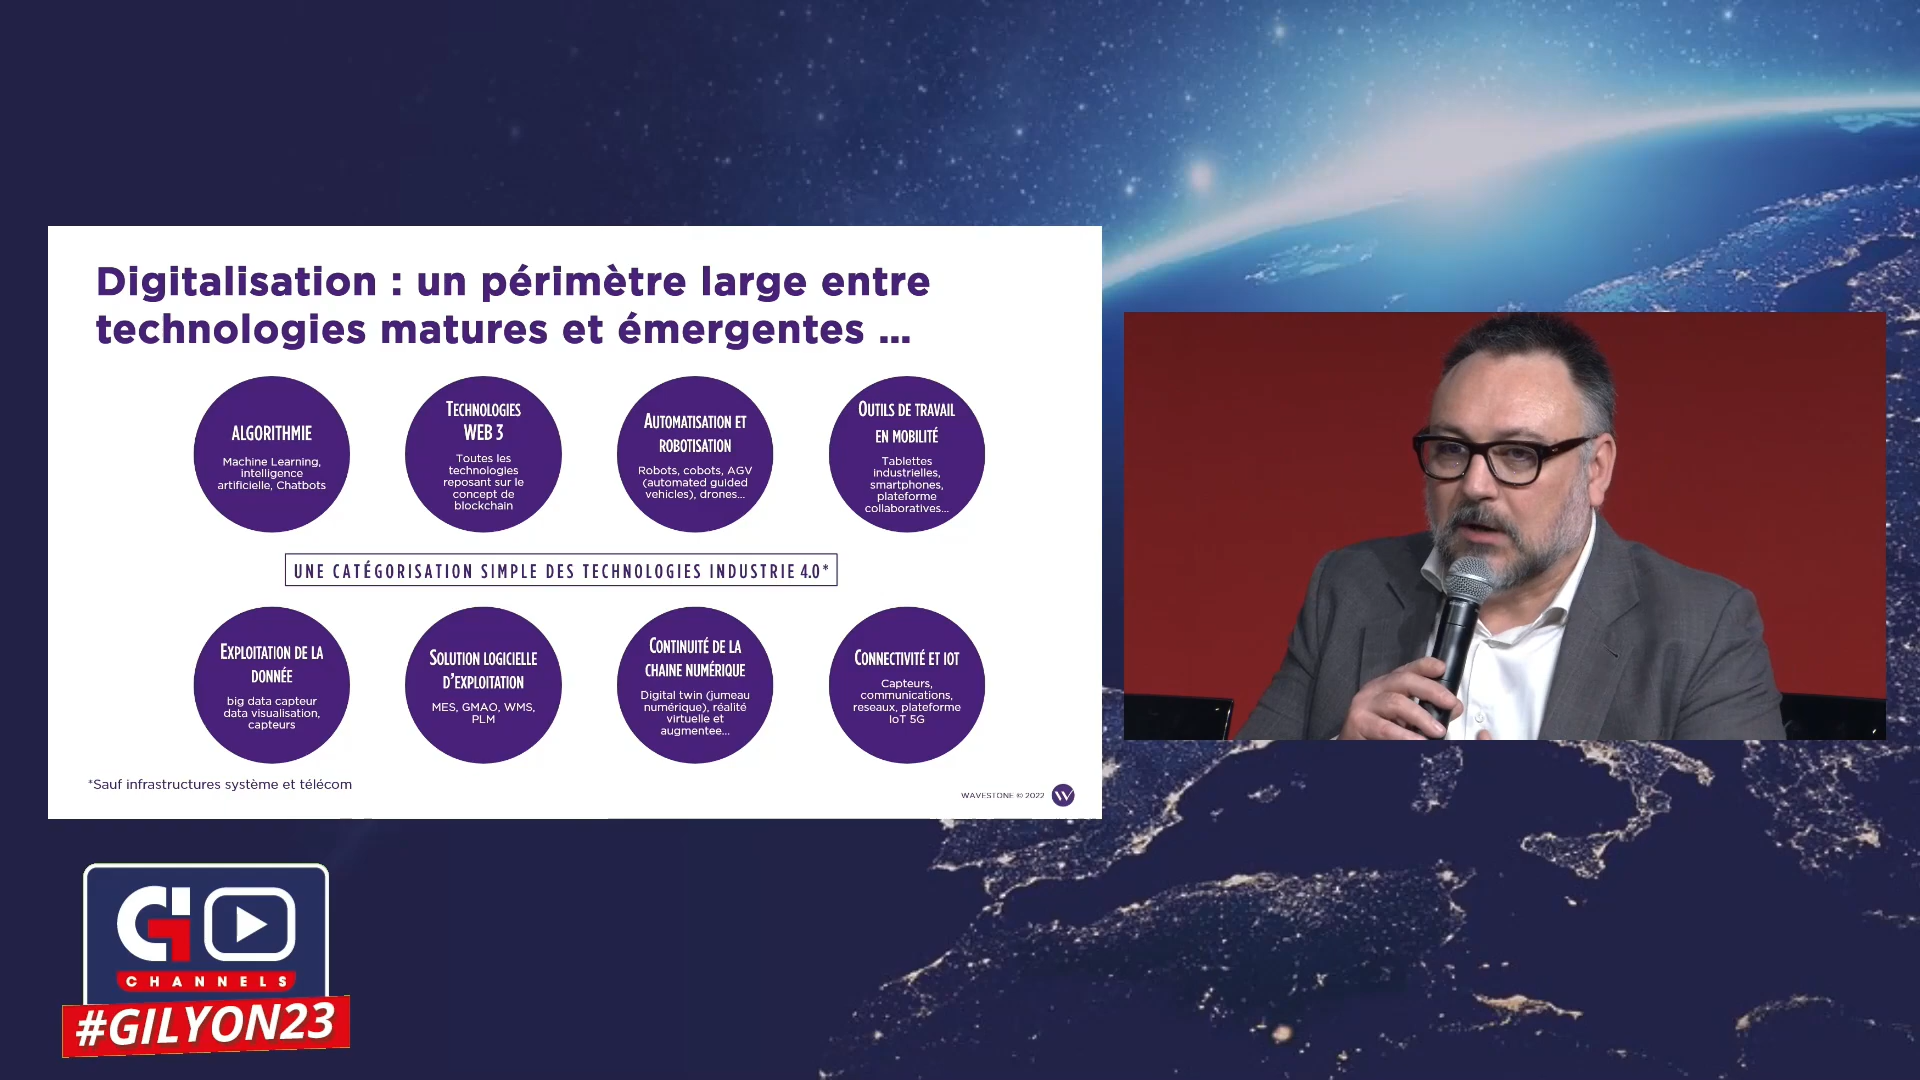 Digitalisation : un périmètre large entre
technologies matures et émergentes ...
ALGORITHMIE
Machine Learning,
intelligence
artificielle, Chatbots
TECHNOLOGIES
WEB 3
Toutes les
technologies
reposant sur le
concept de
blockchain
AUTOMATISATION ET
ROBOTISATION
Robots, cobots, AGV
(automated guided
vehicles), drones...
OUTILS DE TRAVAIL
EN MOBILITÉ
Tablettes
industrielles,
smartphones,
plateforme
collaboratives...
UNE CATÉGORISATION SIMPLE DES TECHNOLOGIES INDUSTRIE 4.0*
EXPLOITATION DE LA
DONNÉE
big data capteur
data visualisation,
capteurs
SOLUTION LOGICIELLE
D'EXPLOITATION
MES, GMAO, WMS,
PLM
CONTINUITÉ DE LA
CHAINE NUMÉRIQUE
Digital twin (jumeau
numérique), réalité
virtuelle et
augmentee...
CONNECTIVITÉ ET IOT
Capteurs,
communications,
reseaux, plateforme
IoT 5G
*Sauf infrastructures système et télécom
WAVESTONE © 2022
W
GI
CHANNELS
#GILYON23